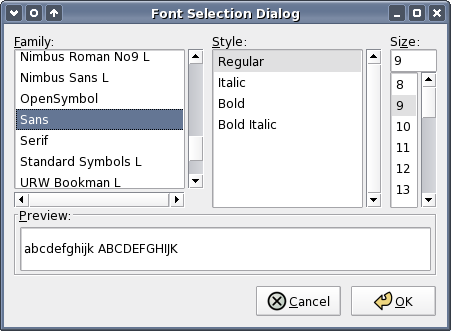 Font Selection Dialog
Family:
Nimbus Roman No9 L
Nimbus Sans L
OpenSymbol
Sans
Serif
Standard Symbols L
URW Bookman L
Style:
Regular
Italic
Bold
Bold Italic
Size:
9
8
9
10
11
12
13
Preview:
abcdefghijk ABCDEFGHIJK
Cancel
OK